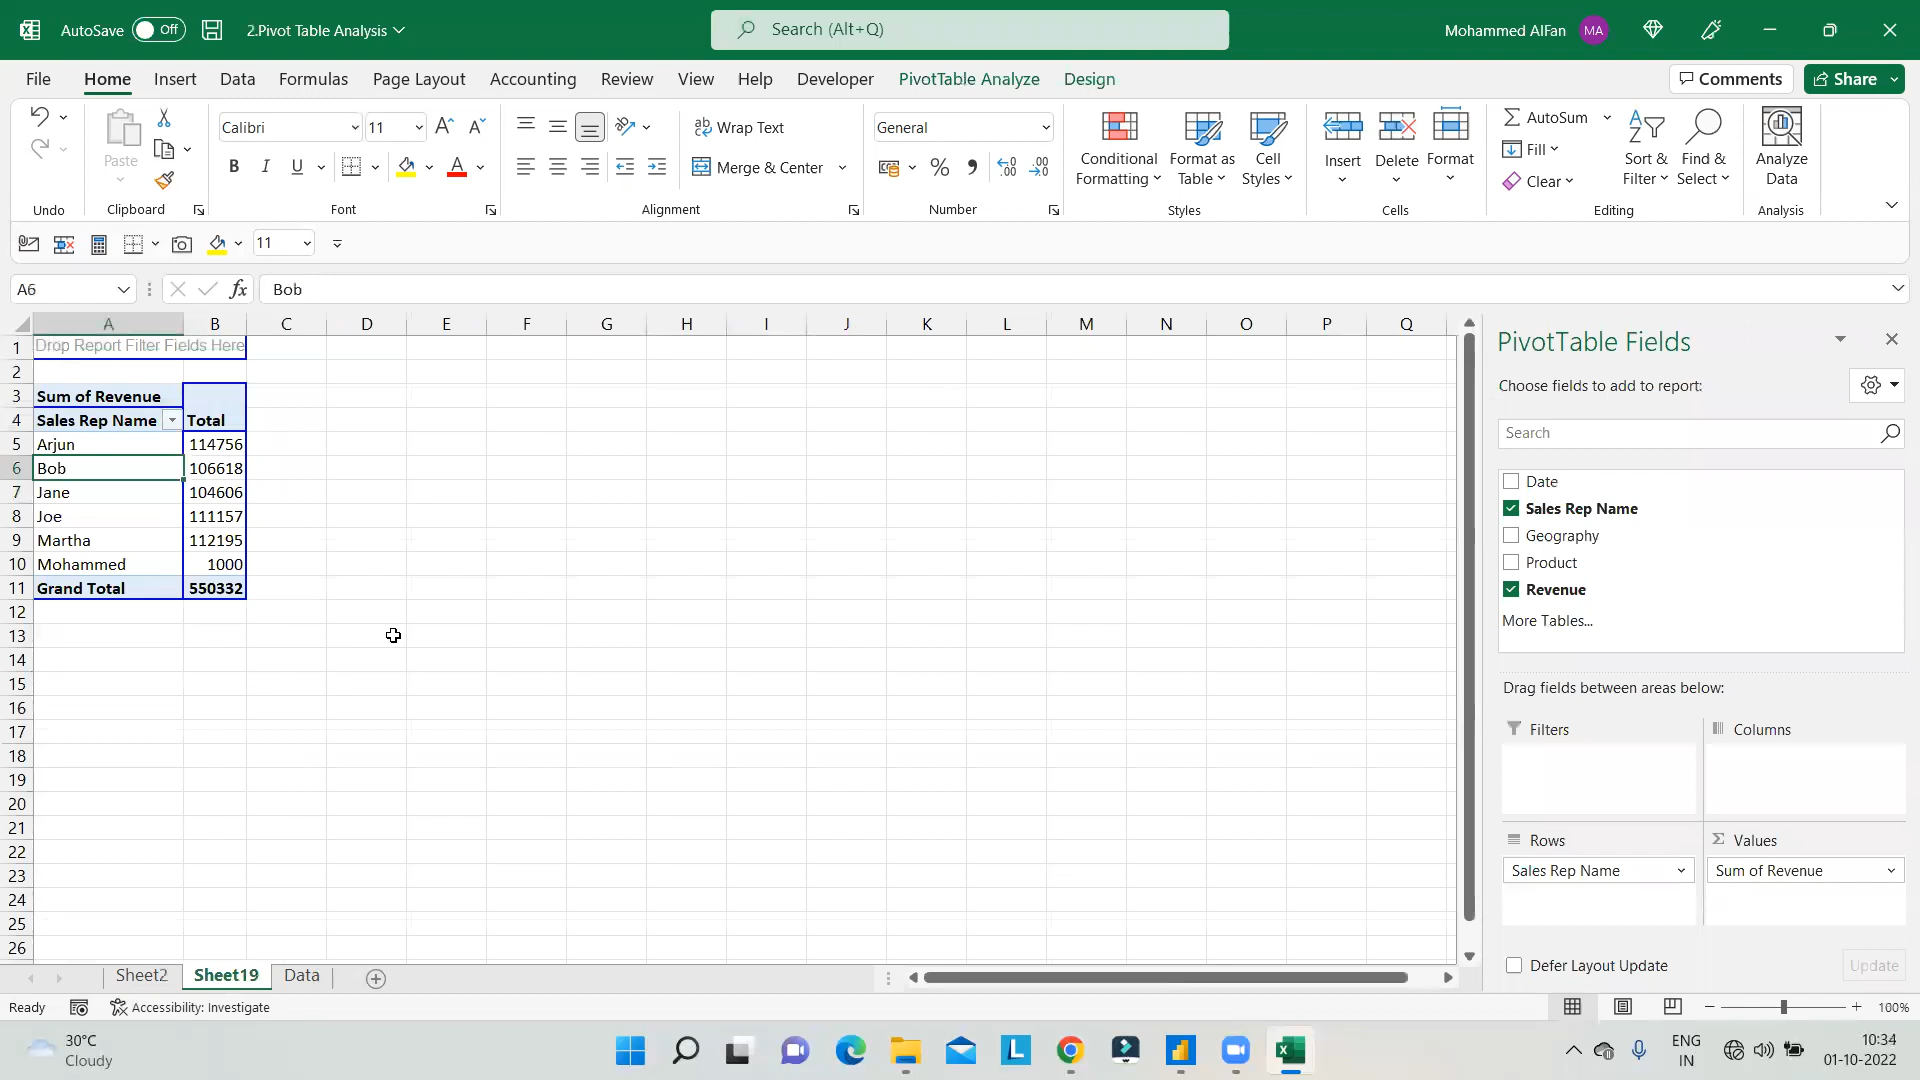 AutoSave Off 2.Pivot Table Analysis Search (Alt+Q) Mohammed AlFan MA
File Home Insert Data Formulas Page Layout Accounting Review View Help Developer PivotTable Analyze Design Comments Share
Paste
Undo Clipboard
Calibri 11
B I U A
Font
Wrap Text
Merge & Center
Alignment
General
Number
Conditional Formatting
Format as Table
Cell Styles
Styles
Insert Delete Format
Cells
AutoSum
Fill
Clear
Sort & Filter
Find & Select
Editing
Analyze Data
Analysis
11
A6 fx Bob
A B C D E F G H I J K L M N O P Q
1 Drop Report Filter Fields Here
2
3 Sum of Revenue
4 Sales Rep Name Total
5 Arjun 114756
6 Bob 106618
7 Jane 104606
8 Joe 111157
9 Martha 112195
10 Mohammed 1000
11 Grand Total 550332
12
13
14
15
16
17
18
19
20
21
22
23
24
25
26
PivotTable Fields
Choose fields to add to report:
Search
Date
Sales Rep Name
Geography
Product
Revenue
More Tables...
Drag fields between areas below:
Filters Columns
Rows Values
Sales Rep Name Sum of Revenue
Defer Layout Update Update
Sheet2 Sheet19 Data
Ready Accessibility: Investigate 100%
30°C
Cloudy
ENG
IN
10:34
01-10-2022